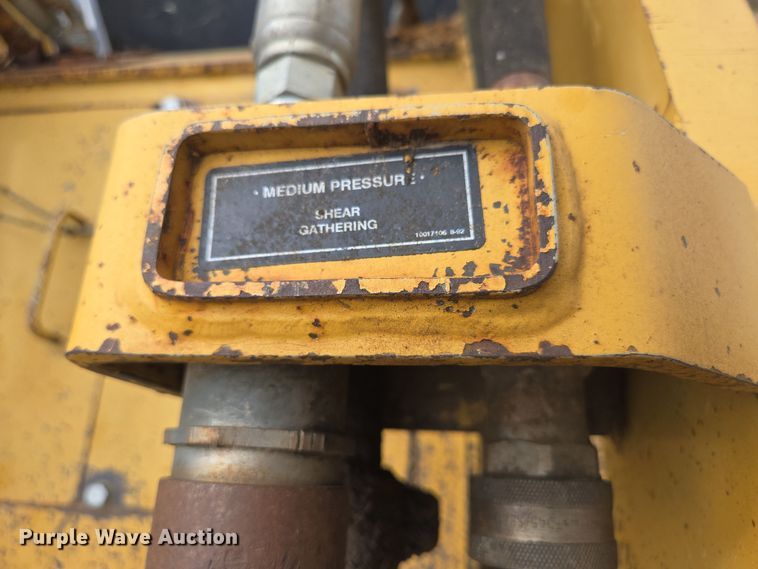 · MEDIUM PRESSURE ·
SHEAR
GATHERING
10017106 8-92
Purple Wave Auction